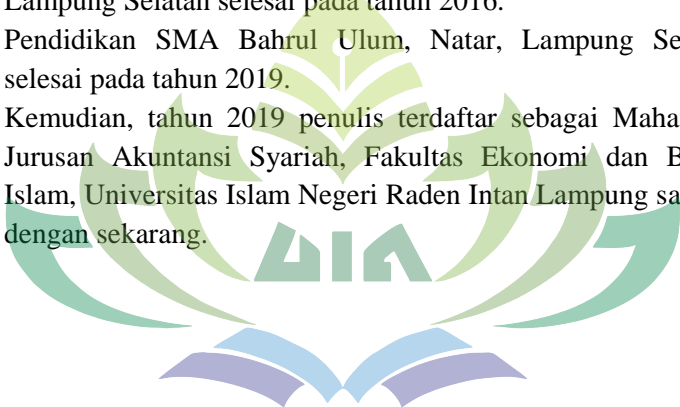 Lampung Selatan selesai pada tahun 2016.
Pendidikan SMA Bahrul Ulum, Natar, Lampung Se
selesai pada tahun 2019.
Kemudian, tahun 2019 penulis terdaftar sebagai Maha
Jurusan Akuntansi Syariah, Fakultas Ekonomi dan B
Islam, Universitas Islam Negeri Raden Intan Lampung sa
dengan sekarang.
UIN